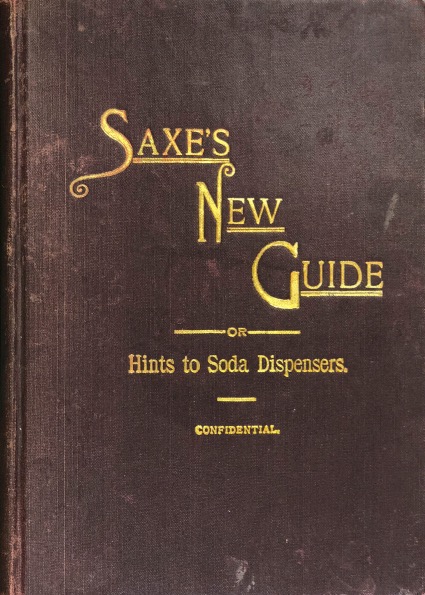 SAXE'S
NEW
GUIDE
OR
Hints to Soda Dispensers.
CONFIDENTIAL.